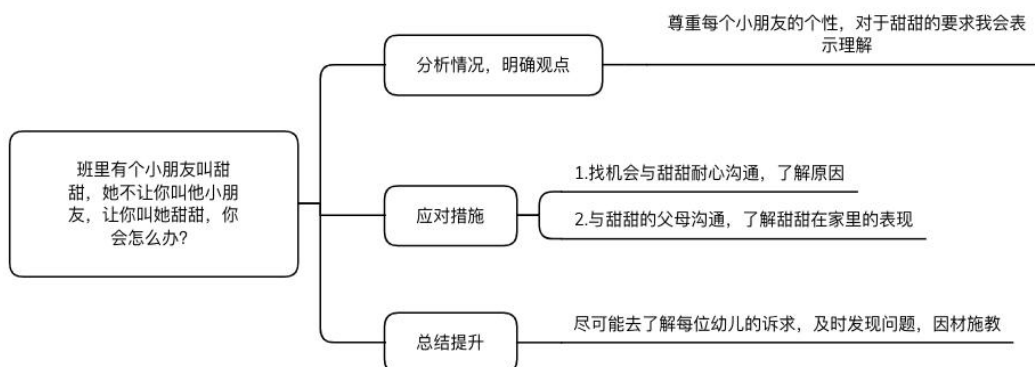 班里有个小朋友叫甜
甜，她不让你叫他小朋
友，让你叫她甜甜，你
会怎么办？
分析情况，明确观点
尊重每个小朋友的个性，对于甜甜的要求我会表
示理解
应对措施
1.找机会与甜甜耐心沟通，了解原因
2.与甜甜的父母沟通，了解甜甜在家里的表现
总结提升
尽可能去了解每位幼儿的诉求，及时发现问题，因材施教